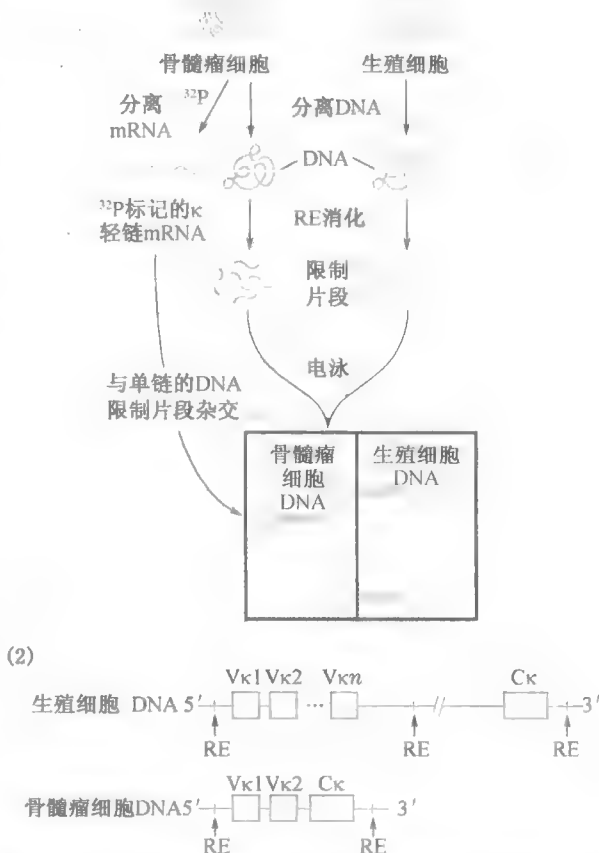 骨髓瘤细胞 生殖细胞
分离 ³²P 分离DNA
mRNA
DNA
³²P标记的κ RE消化
轻链mRNA
限制
片段
电泳
与单链的DNA
限制片段杂交
骨髓瘤 生殖细胞
细胞 DNA
DNA
(2)
Vκ1 Vκ2 … Vκn Cκ
生殖细胞 DNA 5′ 3′
RE RE RE
Vκ1 Vκ2 Cκ
骨髓瘤细胞DNA5′ 3′
RE RE